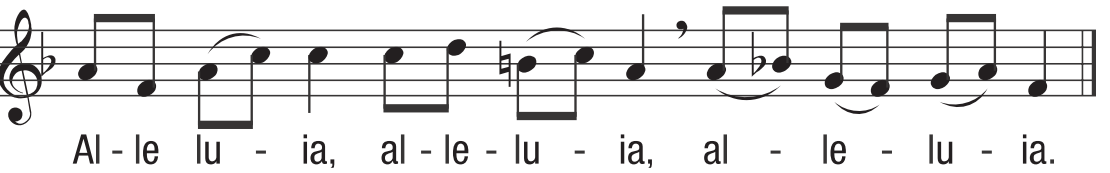 Al - le lu - ia, al - le - lu - ia, al - le - lu - ia.